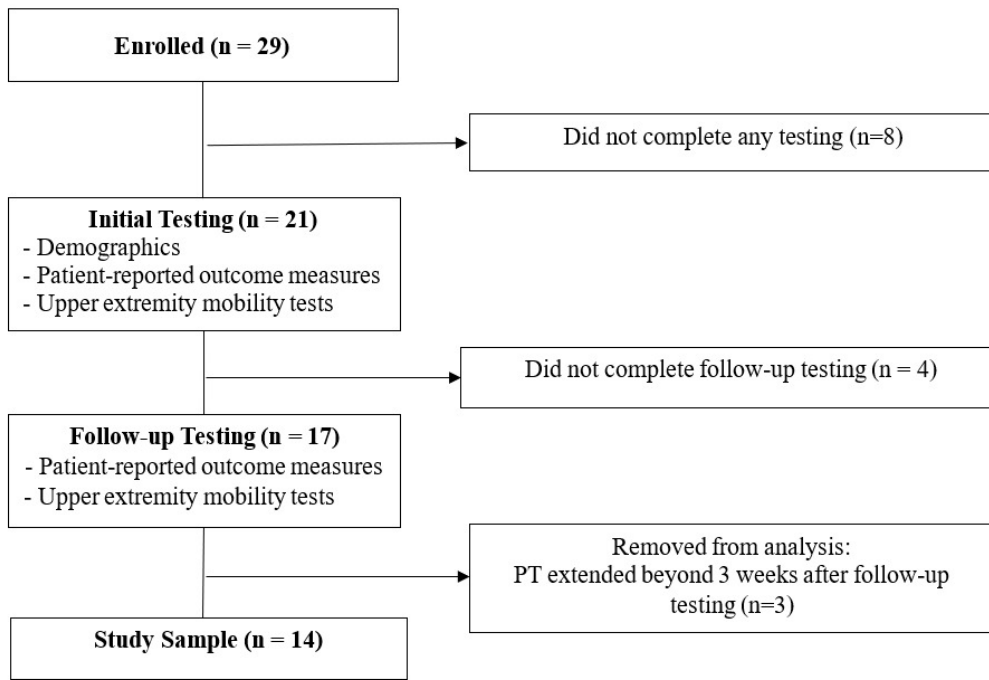 Enrolled (n = 29)
Did not complete any testing (n=8)
Initial Testing (n = 21)
- Demographics
- Patient-reported outcome measures
- Upper extremity mobility tests
Did not complete follow-up testing (n = 4)
Follow-up Testing (n = 17)
- Patient-reported outcome measures
- Upper extremity mobility tests
Removed from analysis:
PT extended beyond 3 weeks after follow-up
testing (n=3)
Study Sample (n = 14)